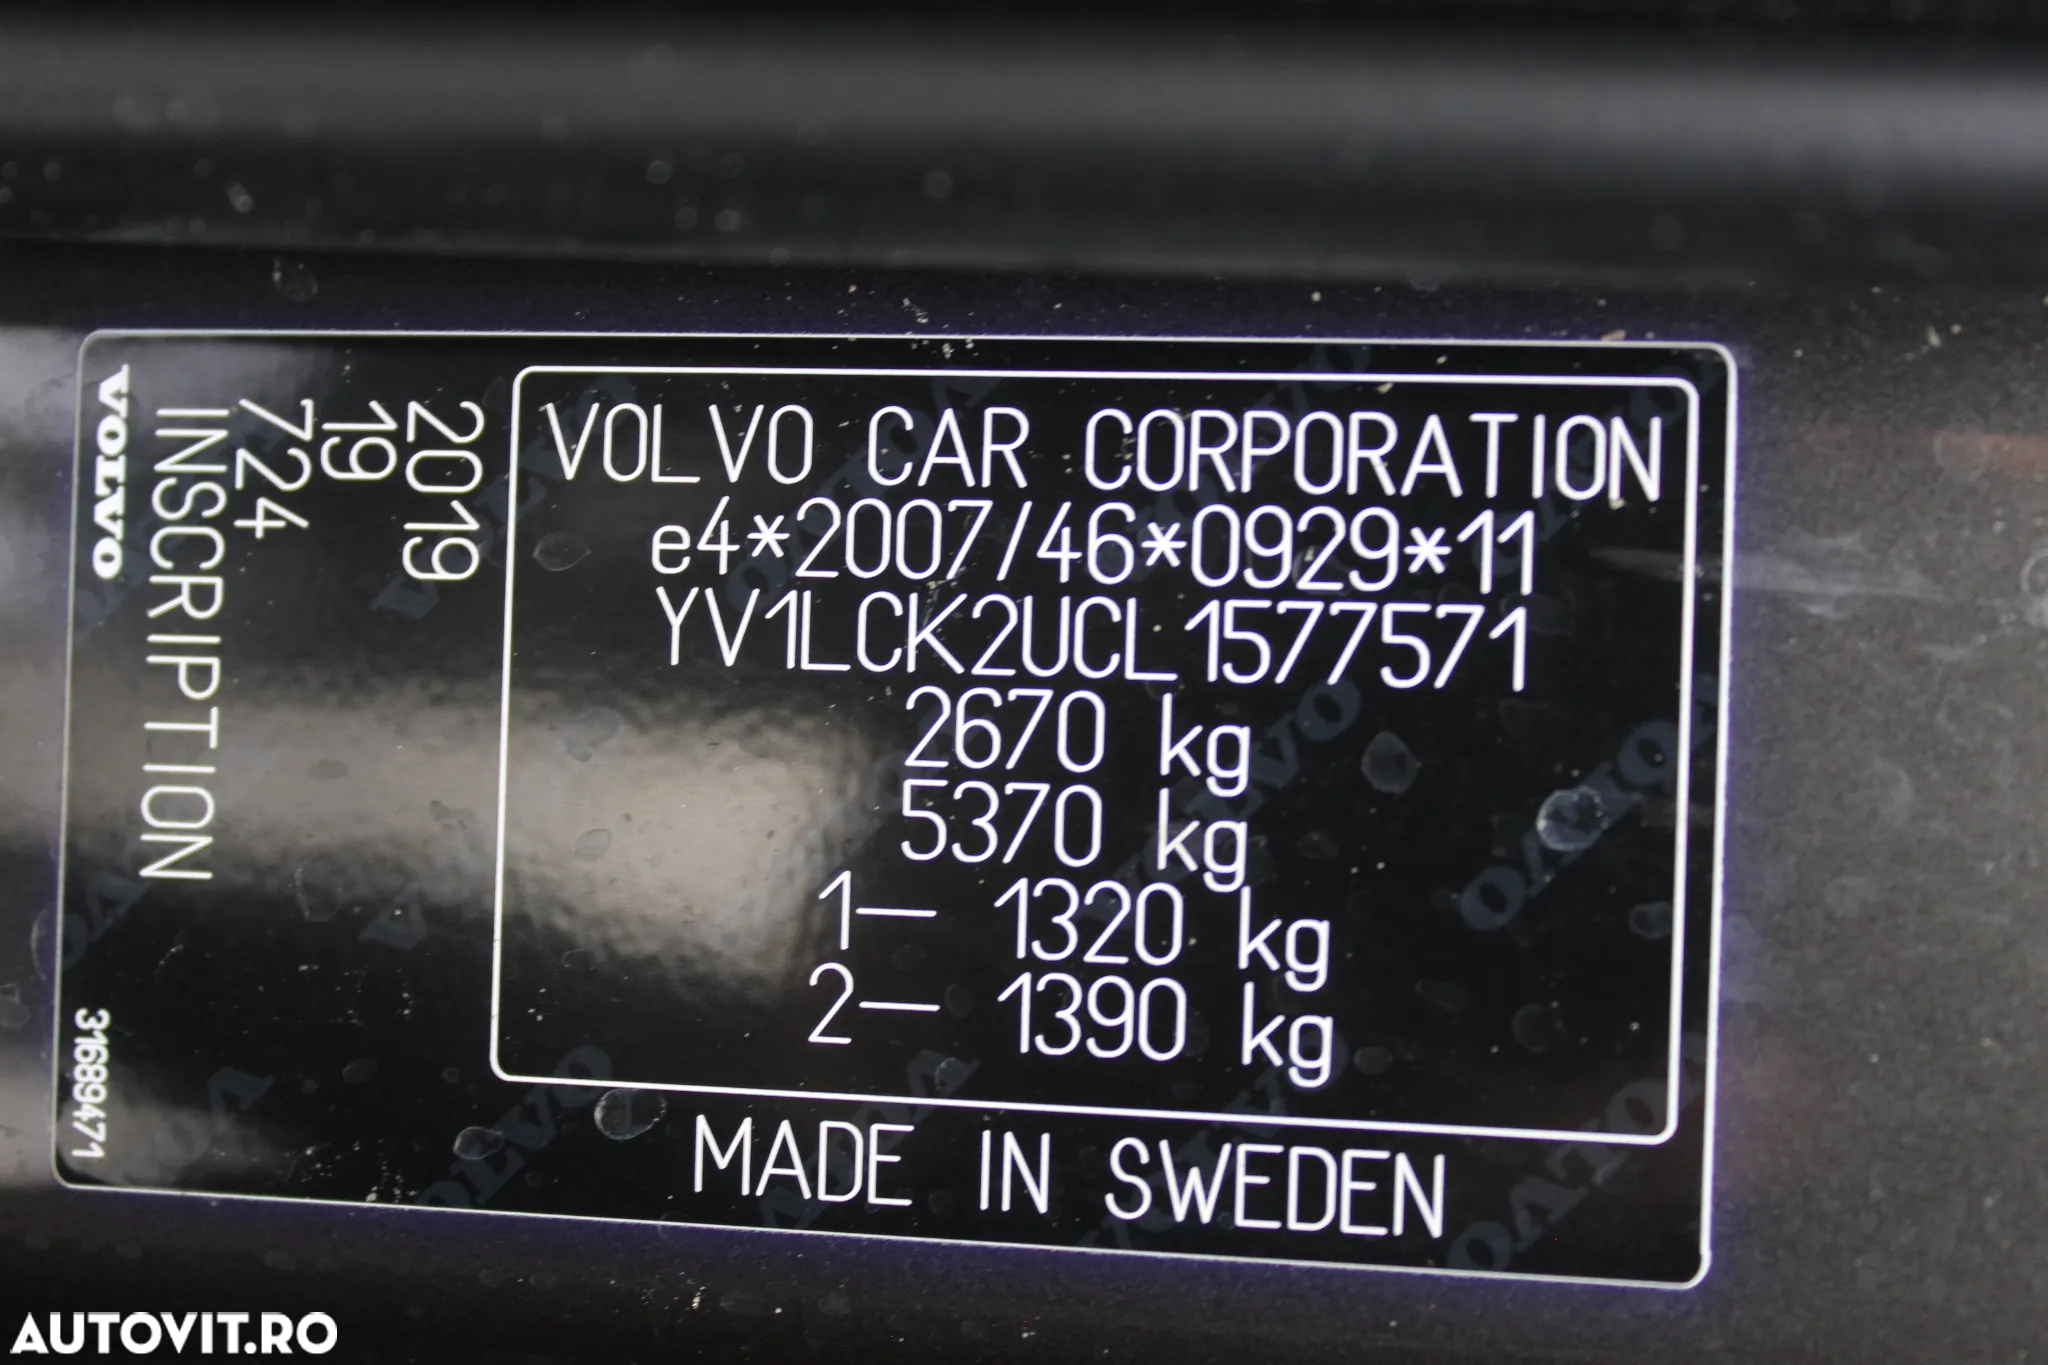 VOLVO
INSCRIPTION
724
19
2019
31689471
VOLVO CAR CORPORATION
e4*2007/46*0929*11
YV1LCK2UCL1577571
2670 kg
5370 kg
1— 1320 kg
2— 1390 kg
MADE IN SWEDEN
AUTOVIT.RO